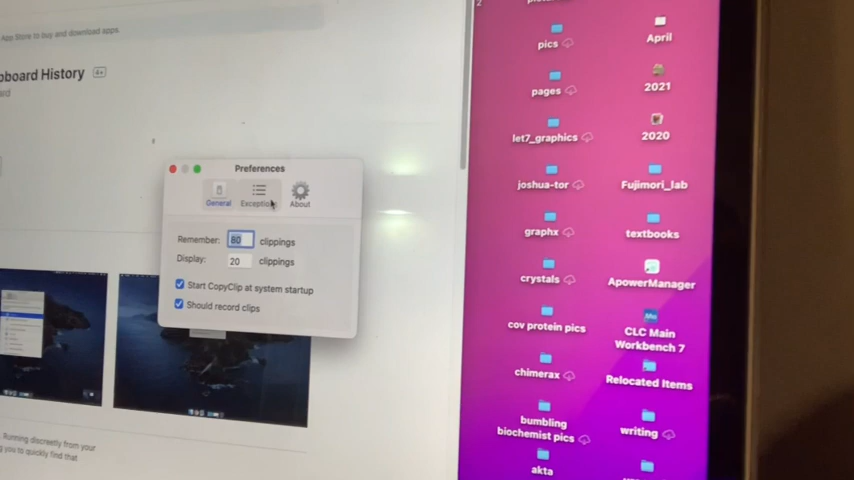 App Store to buy and download apps.
pboard History 4+
Preferences
General
Exceptions
About
Remember: 80 clippings
Display: 20 clippings
Start CopyClip at system startup
Should record clips
Running discreetly from your
you to quickly find that
2
pics
April
pages
2021
let7_graphics
2020
joshua-tor
Fujimori_lab
graphx
textbooks
crystals
ApowerManager
cov protein pics
CLC Main
Workbench 7
chimerax
Relocated Items
bumbling
biochemist pics
writing
akta